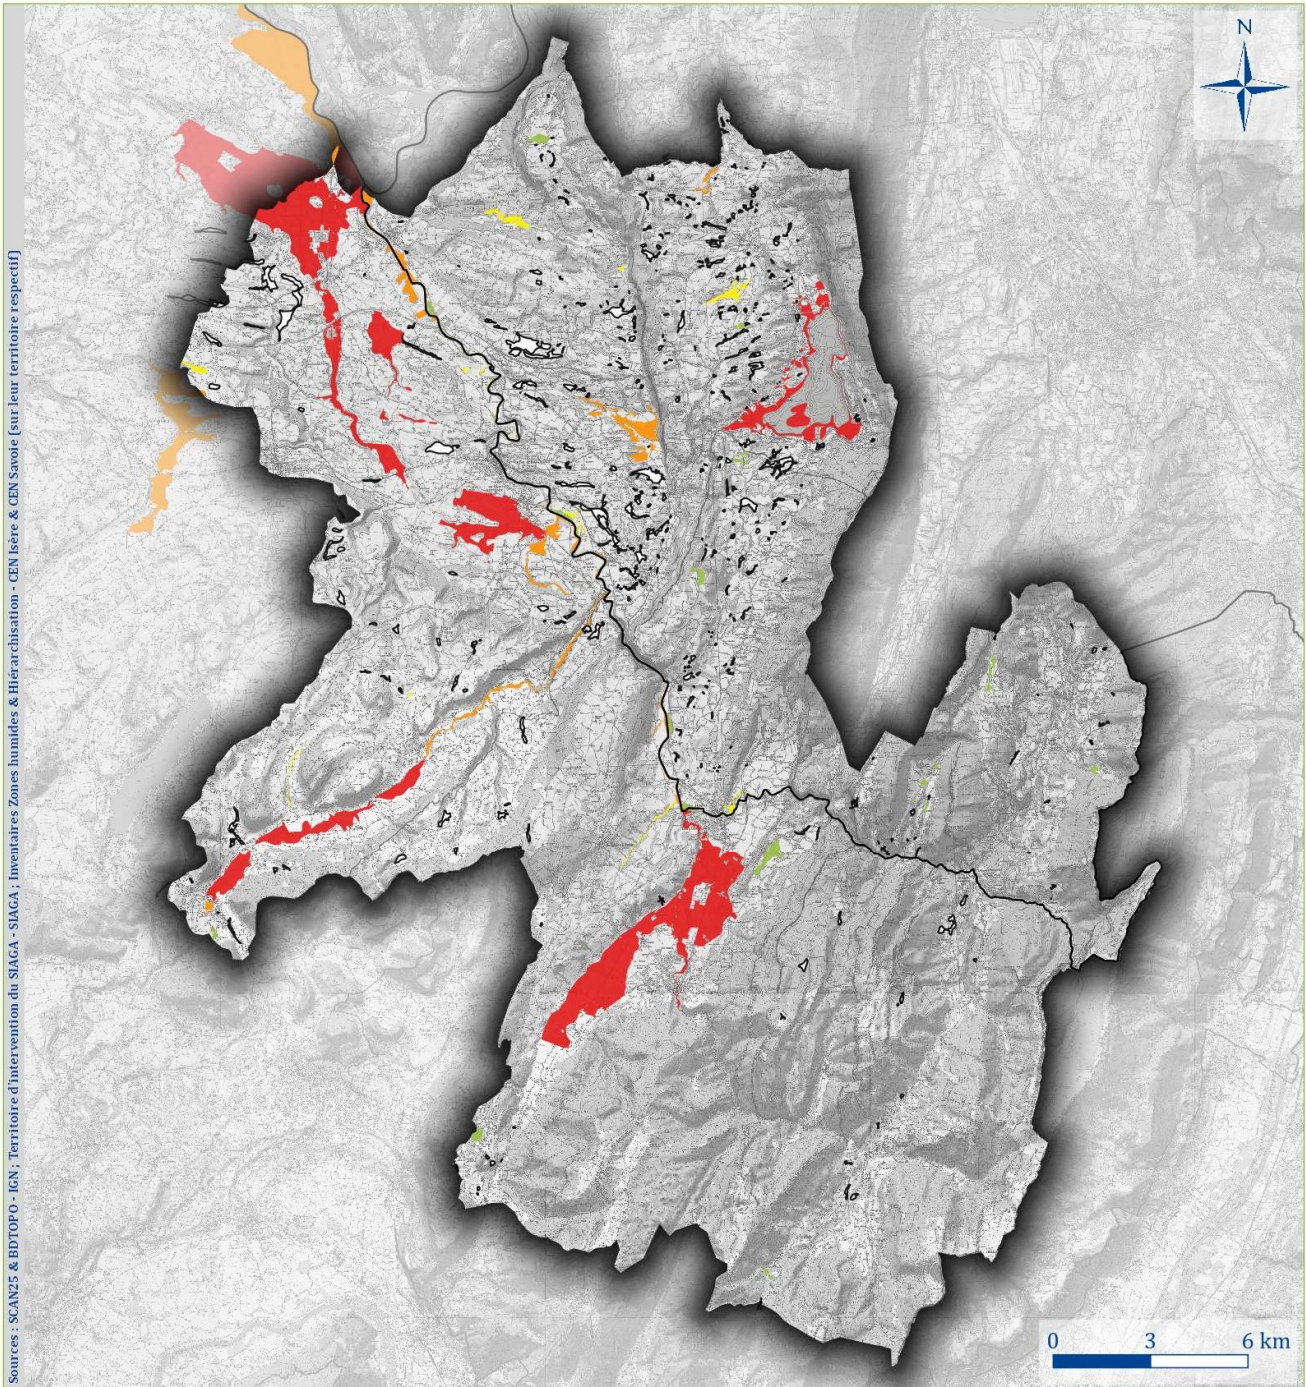 N
Sources : SCAN25 & BDTOPO - IGN ; Territoire d'intervention du SIAGA - SIAGA ; Inventaires Zones humides & Hiérarchisation - CEN Isère & CEN Savoie [sur leur territoire respectif]
0 3 6 km